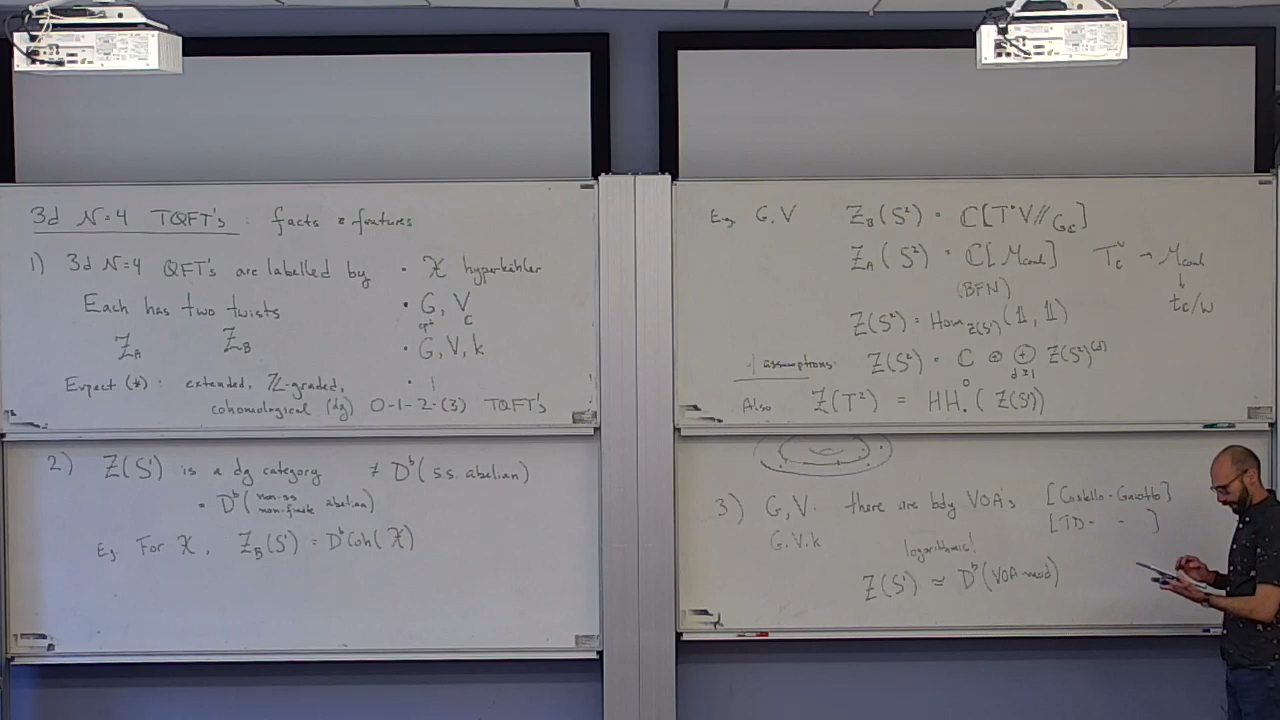 3d N=4 TQFT's : facts & features
1) 3d N=4 QFT's are labelled by • X hyperkähler
Each has two twists • G, V
cpt C
Z_A Z_B • G, V, k
Expect (*) : extended, Z-graded,
cohomological (dg) 0-1-2-(3) TQFT's
2) Z(S¹) is a dg category ≠ D^b(s.s. abelian)
= D^b(non-ss non-finite abelian)
Eg. For X, Z_B(S¹) = D^bCoh(X)
Eg. G, V Z_B(S²) = C[T*V//G_C]
Z_A(S²) = C[M_Coul] T_C^∨ → M_Coul
(BFN) ↓
t_C/W
Z(S²) = Hom_{Z(S¹)}(1, 1)
assumptions: Z(S²) = C ⊕ ⊕_{d≥1} Z(S²)^(d)
0
Also Z(T²) = HH.(Z(S¹))
3) G, V: there are bdy VOA's [Costello-Gaiotto]
G, V, k [TD- - ]
logarithmic!
Z(S¹) ≃ D^b(VOA-mod)